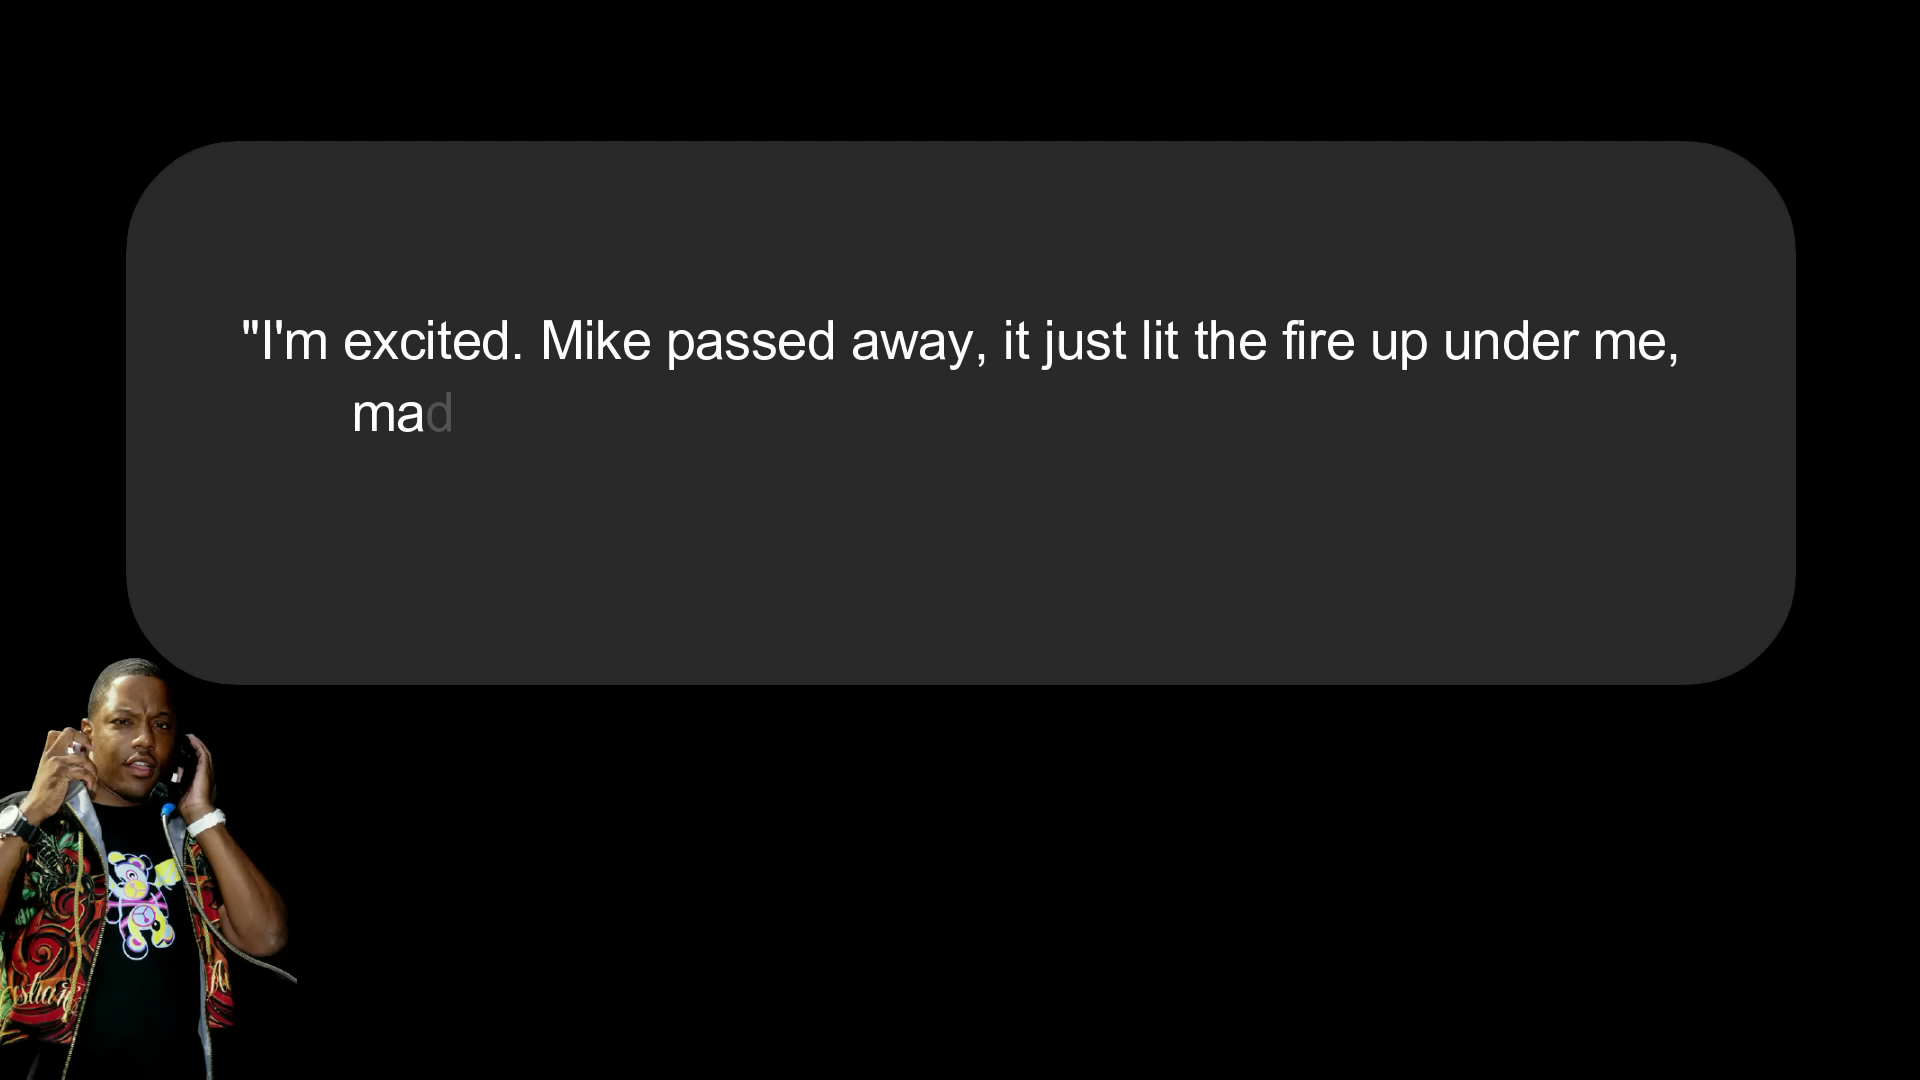 "I'm excited. Mike passed away, it just lit the fire up under me,
mad